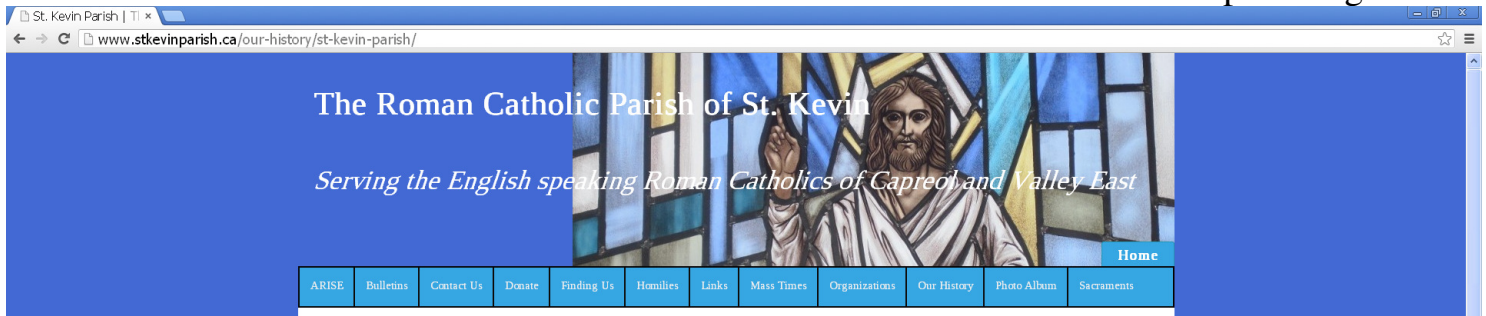 St. Kevin Parish | T
www.stkevinparish.ca/our-history/st-kevin-parish/
The Roman Catholic Parish of St. Kevin
Serving the English speaking Roman Catholics of Capreol and Valley East
Home
ARISE Bulletins Contact Us Donate Finding Us Homilies Links Mass Times Organizations Our History Photo Album Sacraments